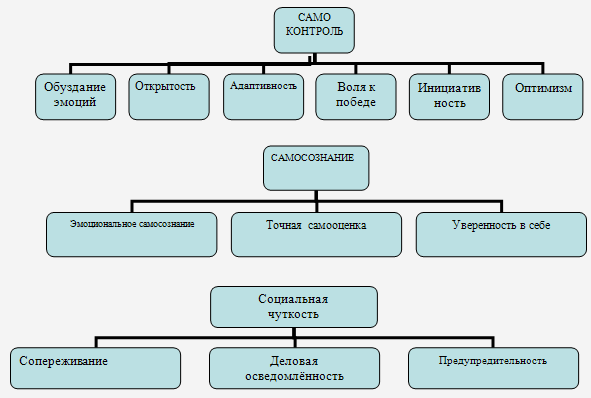 САМО
КОНТРОЛЬ
Обуздание
эмоций
Открытость
Адаптивность
Воля к
победе
Инициатив
ность
Оптимизм
САМОСОЗНАНИЕ
Эмоциональное самосознание
Точная самооценка
Уверенность в себе
Социальная
чуткость
Сопереживание
Деловая
осведомлённость
Предупредительность